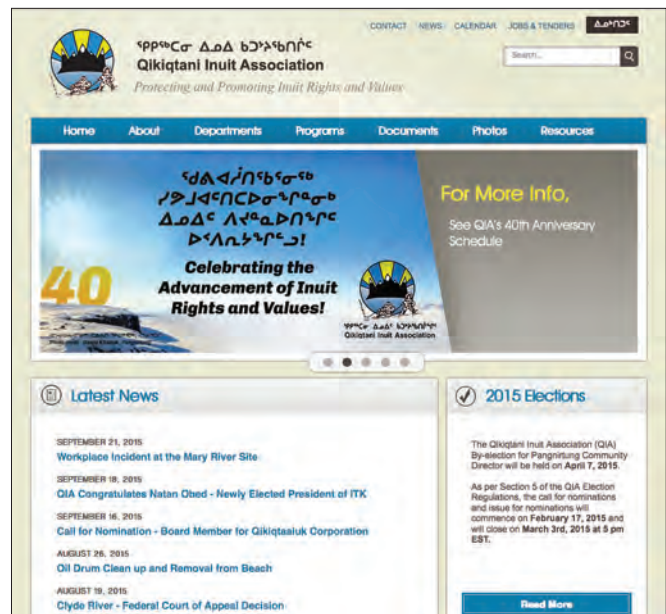 CONTACT NEWS CALENDAR JOBS & TENDERS ᐃᓄᒃᑎᑐᑦ
ᕿᑭᖅᑕᓂ ᐃᓄᐃ ᑲᑐᔾᔨᖃᑎᒌᑦ
Qikiqtani Inuit Association
Protecting and Promoting Inuit Rights and Values
Search...
Home About Departments Programs Documents Photos Resources
For More Info,
See QIA's 40th Anniversary
Schedule
Celebrating the
Advancement of Inuit
Rights and Values!
40
Qikiqtani Inuit Association
Latest News
SEPTEMBER 21, 2015
Workplace Incident at the Mary River Site
SEPTEMBER 18, 2015
QIA Congratulates Natan Obed - Newly Elected President of ITK
SEPTEMBER 16, 2015
Call for Nomination - Board Member for Qikiqtaaluk Corporation
AUGUST 26, 2015
Oil Drum Clean up and Removal from Beach
AUGUST 19, 2015
Clyde River - Federal Court of Appeal Decision
2015 Elections
The Qikiqtani Inuit Association (QIA)
By-election for Pangnirtung Community
Director will be held on April 7, 2015.
As per Section 5 of the QIA Election
Regulations, the call for nominations
and issue for nominations will
commence on February 17, 2015 and
will close on March 3rd, 2015 at 5 pm
EST.
Read More